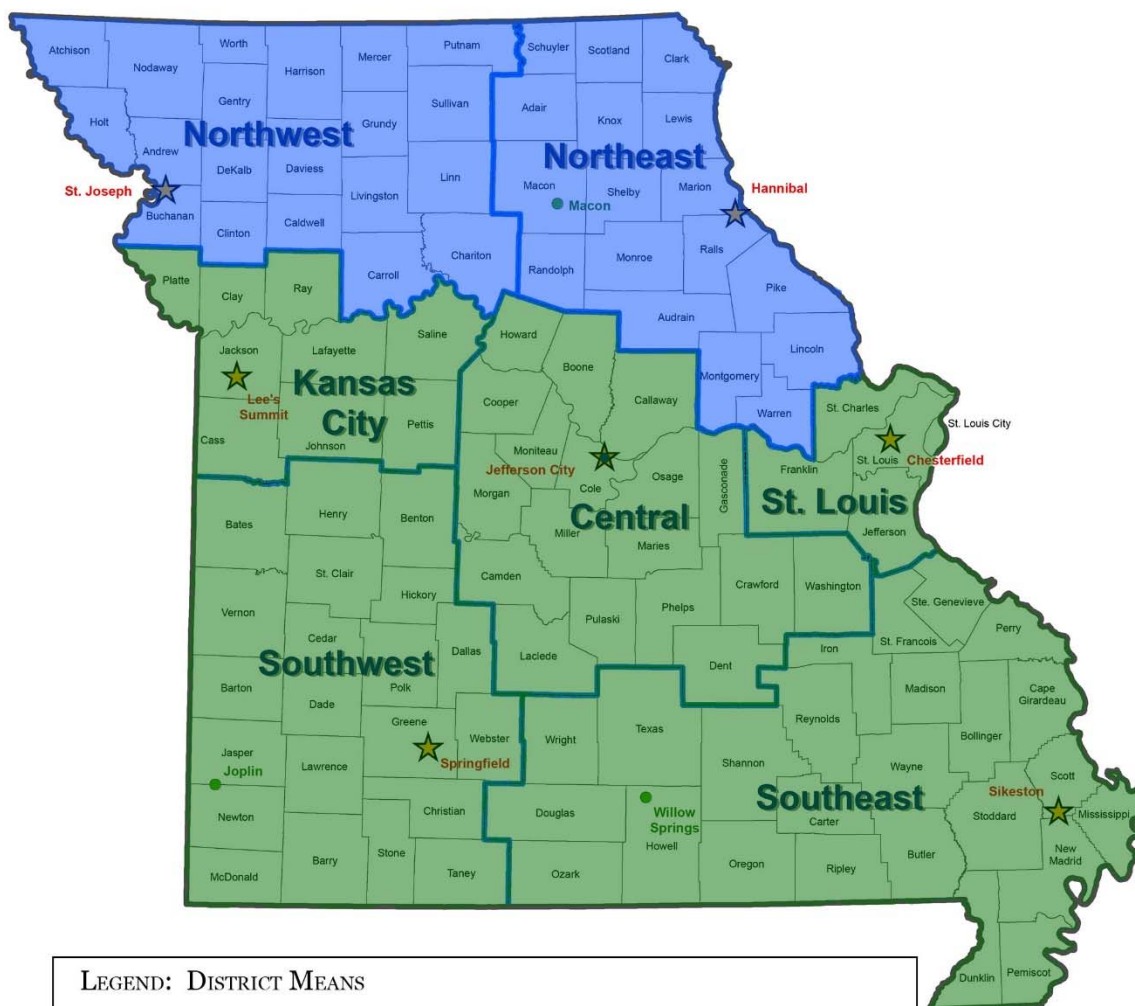 Atchison
Nodaway
Worth
Harrison
Mercer
Putnam
Schuyler
Scotland
Clark
Holt
Gentry
Sullivan
Adair
Knox
Lewis
Grundy
Andrew
Northwest
Northeast
DeKalb
Daviess
Livingston
Linn
Macon
Shelby
Marion
St. Joseph
Hannibal
Macon
Buchanan
Clinton
Caldwell
Chariton
Carroll
Randolph
Monroe
Ralls
Pike
Platte
Clay
Ray
Audrain
Saline
Howard
Boone
Lincoln
Jackson
Lafayette
Montgomery
Kansas
City
Lee's
Summit
Cooper
Callaway
Warren
St. Charles
St. Louis City
Cass
Johnson
Pettis
Moniteau
Jefferson City
Cole
Osage
Gasconade
Franklin
St. Louis
Chesterfield
Morgan
Central
St. Louis
Bates
Henry
Benton
Miller
Maries
Jefferson
St. Clair
Camden
Crawford
Washington
Hickory
Pulaski
Phelps
Ste. Genevieve
Vernon
Cedar
Dallas
Laclede
Dent
Iron
St. Francois
Perry
Southwest
Polk
Barton
Dade
Madison
Cape
Girardeau
Greene
Webster
Wright
Texas
Reynolds
Bollinger
Jasper
Joplin
Lawrence
Springfield
Shannon
Wayne
Scott
Southeast
Sikeston
Newton
Christian
Douglas
Willow
Springs
Howell
Carter
Stoddard
Mississippi
McDonald
Barry
Stone
Taney
Ozark
Oregon
Ripley
Butler
New
Madrid
Dunklin
Pemiscot
LEGEND: DISTRICT MEANS